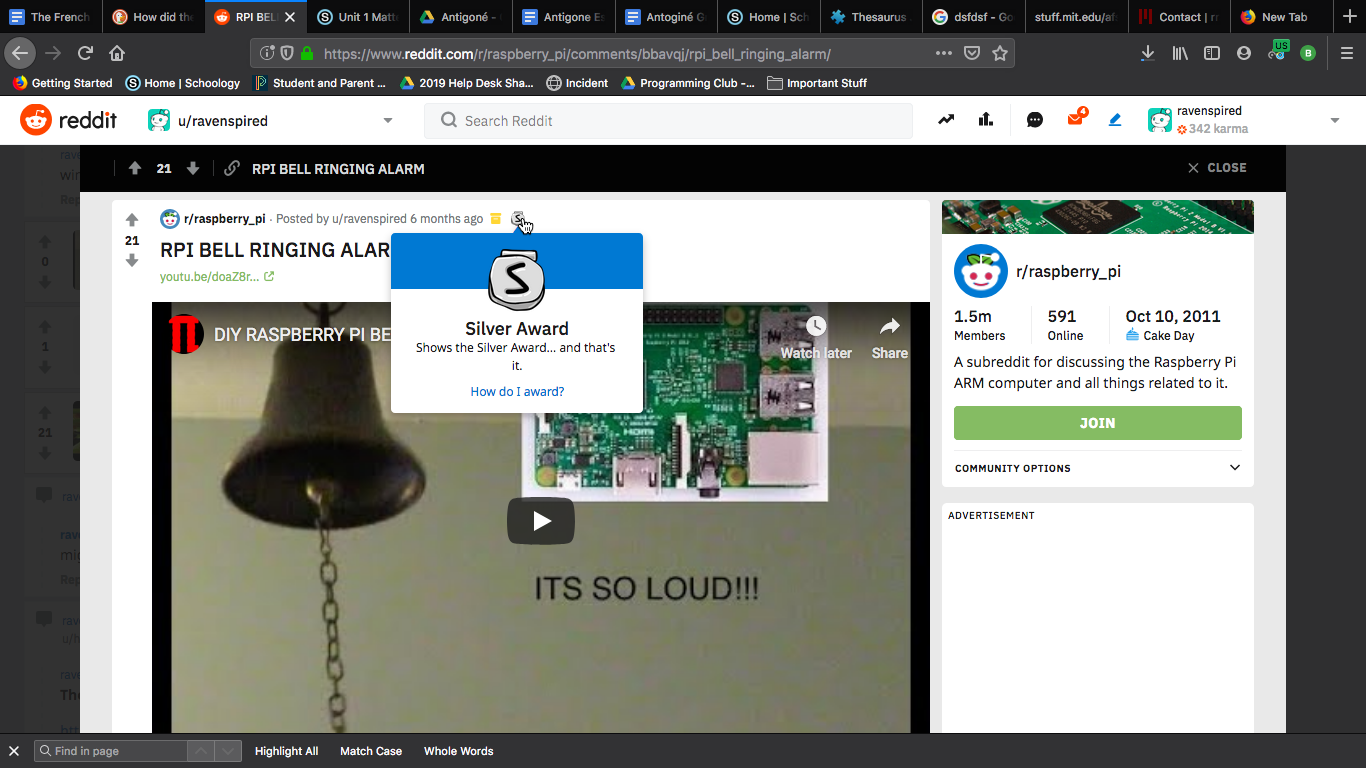 The French
How did the
RPI BEL
Unit 1 Matt
Antigoné -
Antigone Es
Antoginé G
Home | Sch
Thesaurus
dsfdsf - Go
stuff.mit.edu/af
Contact | m
New Tab
https://www.reddit.com/r/raspberry_pi/comments/bbavqj/rpi_bell_ringing_alarm/
US
B
Getting Started
Home | Schoology
Student and Parent ...
2019 Help Desk Sha...
Incident
Programming Club -...
Important Stuff
reddit
u/ravenspired
Search Reddit
4
ravenspired
342 karma
21
RPI BELL RINGING ALARM
CLOSE
r/raspberry_pi · Posted by u/ravenspired 6 months ago
21
RPI BELL RINGING ALAR
youtu.be/doaZ8r...
S
Silver Award
Shows the Silver Award... and that's
it.
How do I award?
DIY RASPBERRY PI BE
Watch later
Share
HDMI
ITS SO LOUD!!!
r/raspberry_pi
1.5m
591
Oct 10, 2011
Members
Online
Cake Day
A subreddit for discussing the Raspberry Pi
ARM computer and all things related to it.
JOIN
COMMUNITY OPTIONS
ADVERTISEMENT
0
1
21
Find in page
Highlight All
Match Case
Whole Words